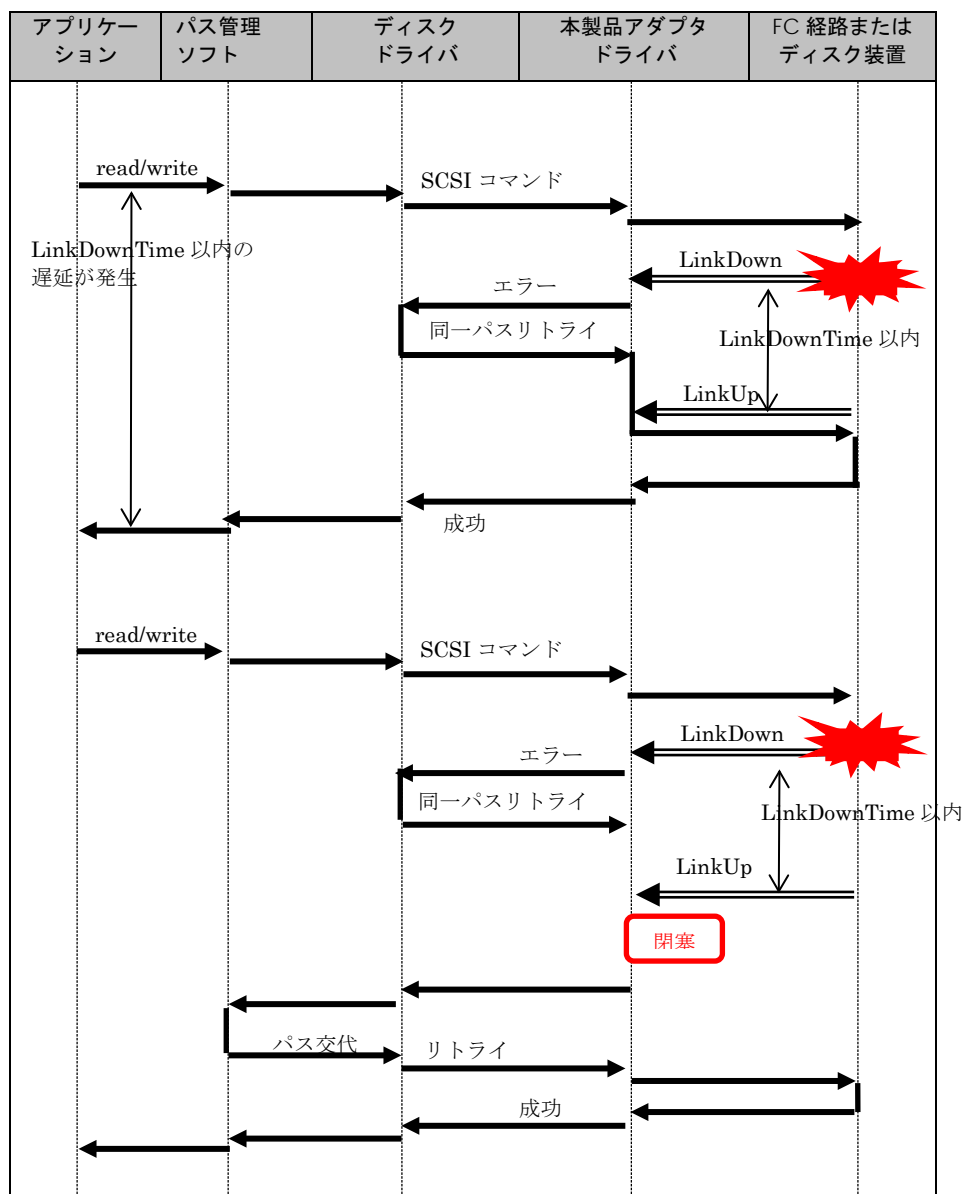 アプリケー
ション
パス管理
ソフト
ディスク
ドライバ
本製品アダプタ
ドライバ
FC 経路または
ディスク装置
read/write
SCSI コマンド
LinkDownTime 以内の
遅延が発生
LinkDown
エラー
同一パスリトライ
LinkDownTime 以内
LinkUp
成功
read/write
SCSI コマンド
LinkDown
エラー
同一パスリトライ
LinkDownTime 以内
LinkUp
閉塞
パス交代
リトライ
成功